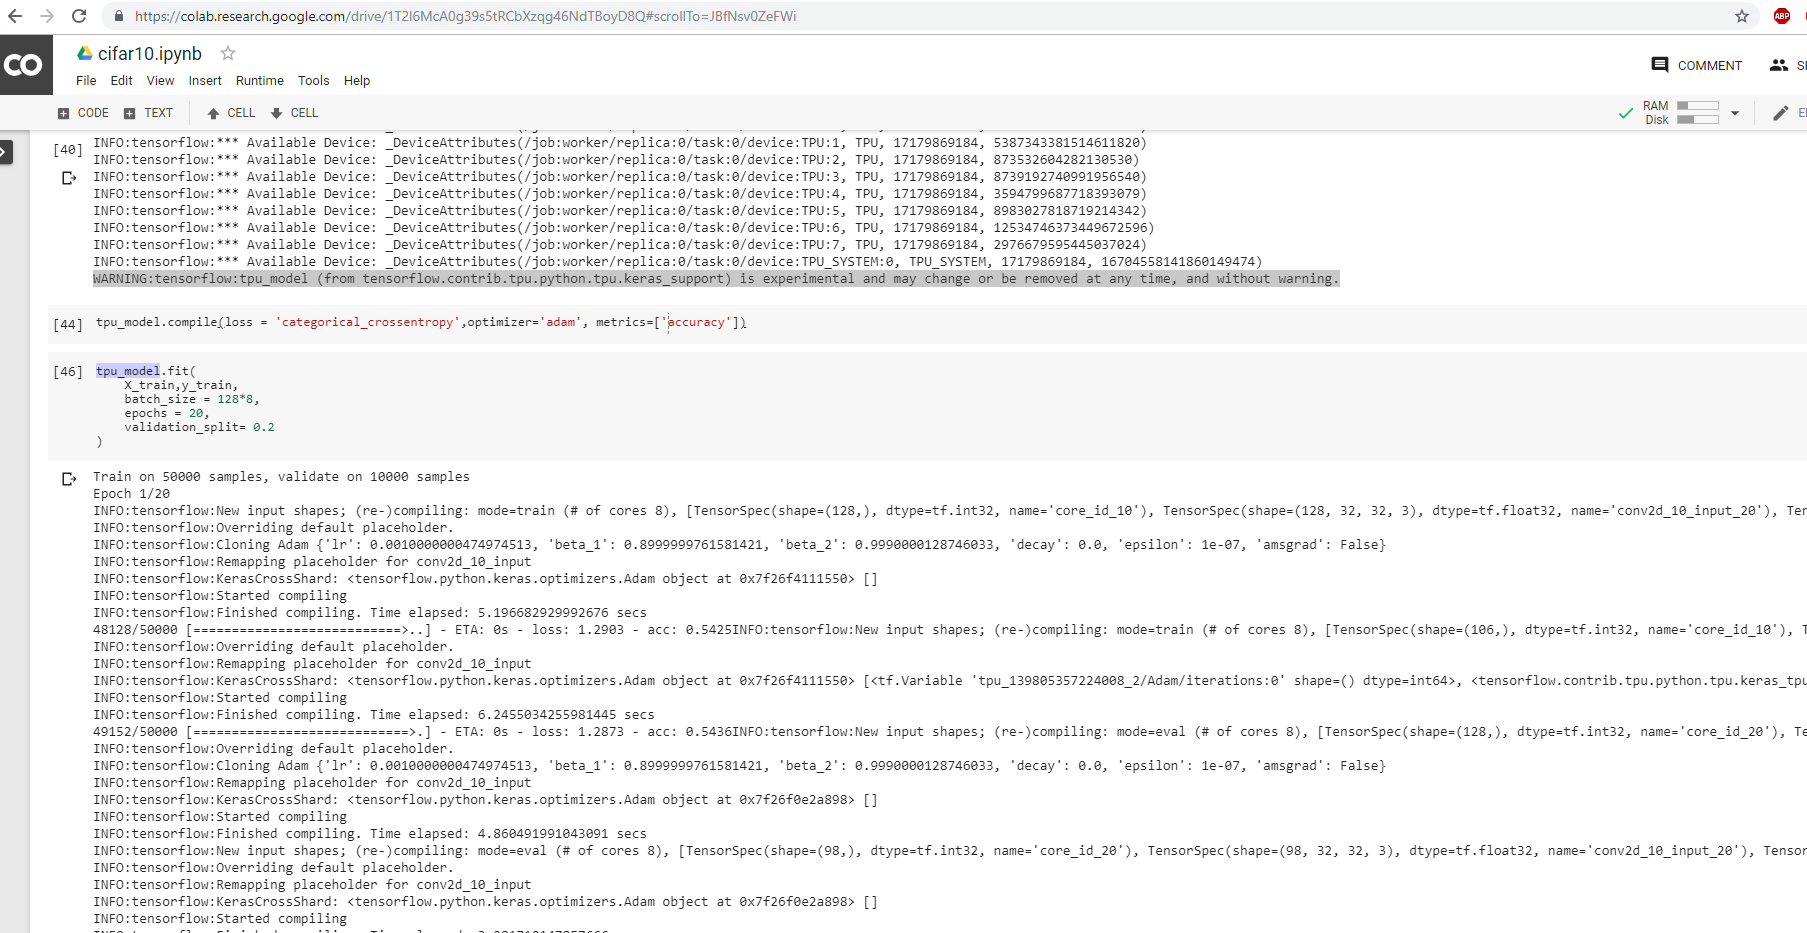 https://colab.research.google.com/drive/1T2l6McA0g39s5tRCbXzqg46NdTBoyD8Q#scrollTo=JBfNsv0ZeFWi
ABP
CO
cifar10.ipynb
COMMENT
File Edit View Insert Runtime Tools Help
CODE TEXT CELL CELL
RAM
Disk
[40]
INFO:tensorflow:*** Available Device: _DeviceAttributes(/job:worker/replica:0/task:0/device:TPU:1, TPU, 17179869184, 5387343381514611820)
INFO:tensorflow:*** Available Device: _DeviceAttributes(/job:worker/replica:0/task:0/device:TPU:2, TPU, 17179869184, 873532604282130530)
INFO:tensorflow:*** Available Device: _DeviceAttributes(/job:worker/replica:0/task:0/device:TPU:3, TPU, 17179869184, 8739192740991956540)
INFO:tensorflow:*** Available Device: _DeviceAttributes(/job:worker/replica:0/task:0/device:TPU:4, TPU, 17179869184, 3594799687718393079)
INFO:tensorflow:*** Available Device: _DeviceAttributes(/job:worker/replica:0/task:0/device:TPU:5, TPU, 17179869184, 8983027818719214342)
INFO:tensorflow:*** Available Device: _DeviceAttributes(/job:worker/replica:0/task:0/device:TPU:6, TPU, 17179869184, 12534746373449672596)
INFO:tensorflow:*** Available Device: _DeviceAttributes(/job:worker/replica:0/task:0/device:TPU:7, TPU, 17179869184, 2976679595445037024)
INFO:tensorflow:*** Available Device: _DeviceAttributes(/job:worker/replica:0/task:0/device:TPU_SYSTEM:0, TPU_SYSTEM, 17179869184, 16704558141860149474)
WARNING:tensorflow:tpu_model (from tensorflow.contrib.tpu.python.tpu.keras_support) is experimental and may change or be removed at any time, and without warning.
[44] tpu_model.compile(loss = 'categorical_crossentropy',optimizer='adam', metrics=['accuracy'])
[46] tpu_model.fit(
X_train,y_train,
batch_size = 128*8,
epochs = 20,
validation_split= 0.2
)
Train on 50000 samples, validate on 10000 samples
Epoch 1/20
INFO:tensorflow:New input shapes; (re-)compiling: mode=train (# of cores 8), [TensorSpec(shape=(128,), dtype=tf.int32, name='core_id_10'), TensorSpec(shape=(128, 32, 32, 3), dtype=tf.float32, name='conv2d_10_input_20'), Ten
INFO:tensorflow:Overriding default placeholder.
INFO:tensorflow:Cloning Adam {'lr': 0.0010000000474974513, 'beta_1': 0.8999999761581421, 'beta_2': 0.9990000128746033, 'decay': 0.0, 'epsilon': 1e-07, 'amsgrad': False}
INFO:tensorflow:Remapping placeholder for conv2d_10_input
INFO:tensorflow:KerasCrossShard: <tensorflow.python.keras.optimizers.Adam object at 0x7f26f4111550> []
INFO:tensorflow:Started compiling
INFO:tensorflow:Finished compiling. Time elapsed: 5.196682929992676 secs
48128/50000 [===========================>..] - ETA: 0s - loss: 1.2903 - acc: 0.5425INFO:tensorflow:New input shapes; (re-)compiling: mode=train (# of cores 8), [TensorSpec(shape=(106,), dtype=tf.int32, name='core_id_10'), T
INFO:tensorflow:Overriding default placeholder.
INFO:tensorflow:Remapping placeholder for conv2d_10_input
INFO:tensorflow:KerasCrossShard: <tensorflow.python.keras.optimizers.Adam object at 0x7f26f4111550> [<tf.Variable 'tpu_139805357224008_2/Adam/iterations:0' shape=() dtype=int64>, <tensorflow.contrib.tpu.python.tpu.keras_tpu
INFO:tensorflow:Started compiling
INFO:tensorflow:Finished compiling. Time elapsed: 6.2455034255981445 secs
49152/50000 [============================>.] - ETA: 0s - loss: 1.2873 - acc: 0.5436INFO:tensorflow:New input shapes; (re-)compiling: mode=eval (# of cores 8), [TensorSpec(shape=(128,), dtype=tf.int32, name='core_id_20'), Te
INFO:tensorflow:Overriding default placeholder.
INFO:tensorflow:Cloning Adam {'lr': 0.0010000000474974513, 'beta_1': 0.8999999761581421, 'beta_2': 0.9990000128746033, 'decay': 0.0, 'epsilon': 1e-07, 'amsgrad': False}
INFO:tensorflow:Remapping placeholder for conv2d_10_input
INFO:tensorflow:KerasCrossShard: <tensorflow.python.keras.optimizers.Adam object at 0x7f26f0e2a898> []
INFO:tensorflow:Started compiling
INFO:tensorflow:Finished compiling. Time elapsed: 4.860491991043091 secs
INFO:tensorflow:New input shapes; (re-)compiling: mode=eval (# of cores 8), [TensorSpec(shape=(98,), dtype=tf.int32, name='core_id_20'), TensorSpec(shape=(98, 32, 32, 3), dtype=tf.float32, name='conv2d_10_input_20'), Tensor
INFO:tensorflow:Overriding default placeholder.
INFO:tensorflow:Remapping placeholder for conv2d_10_input
INFO:tensorflow:KerasCrossShard: <tensorflow.python.keras.optimizers.Adam object at 0x7f26f0e2a898> []
INFO:tensorflow:Started compiling